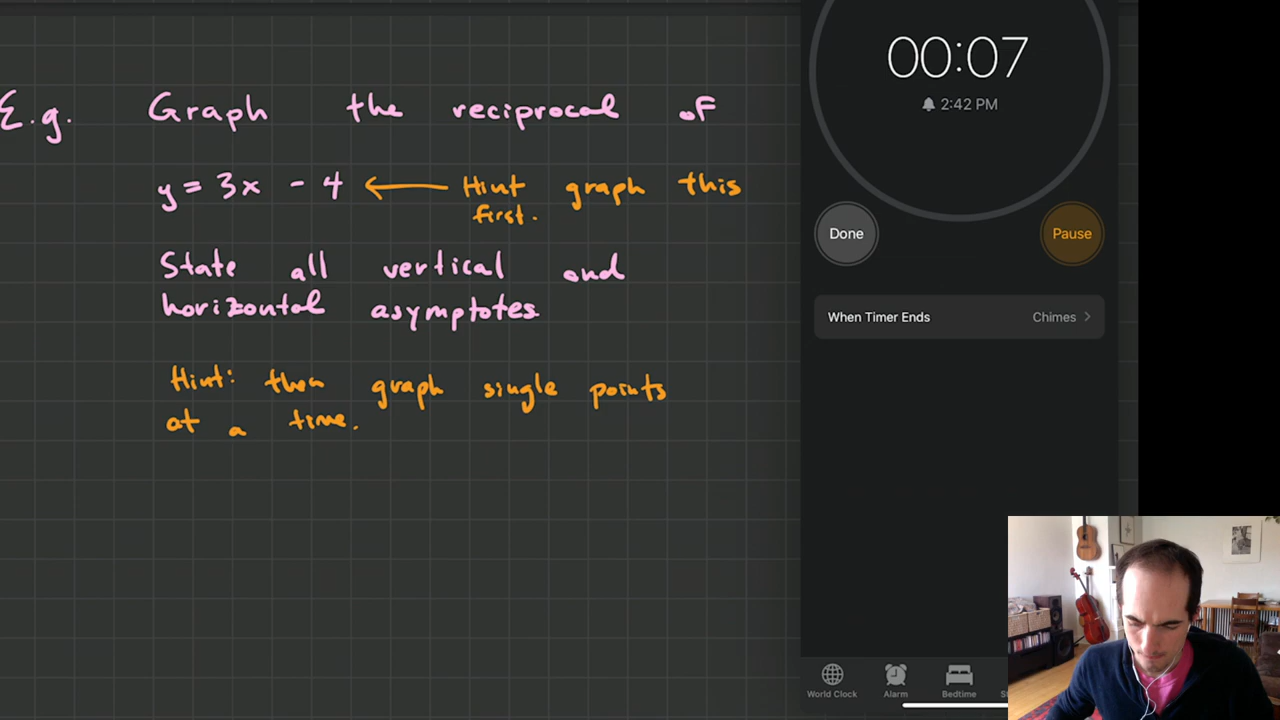 E.g. Graph the reciprocal of
y = 3x - 4 ← Hint graph this
first.
State all vertical and
horizontal asymptotes
Hint: then graph single points
at a time.
00:07
2:42 PM
Done
Pause
When Timer Ends Chimes >
World Clock Alarm Bedtime